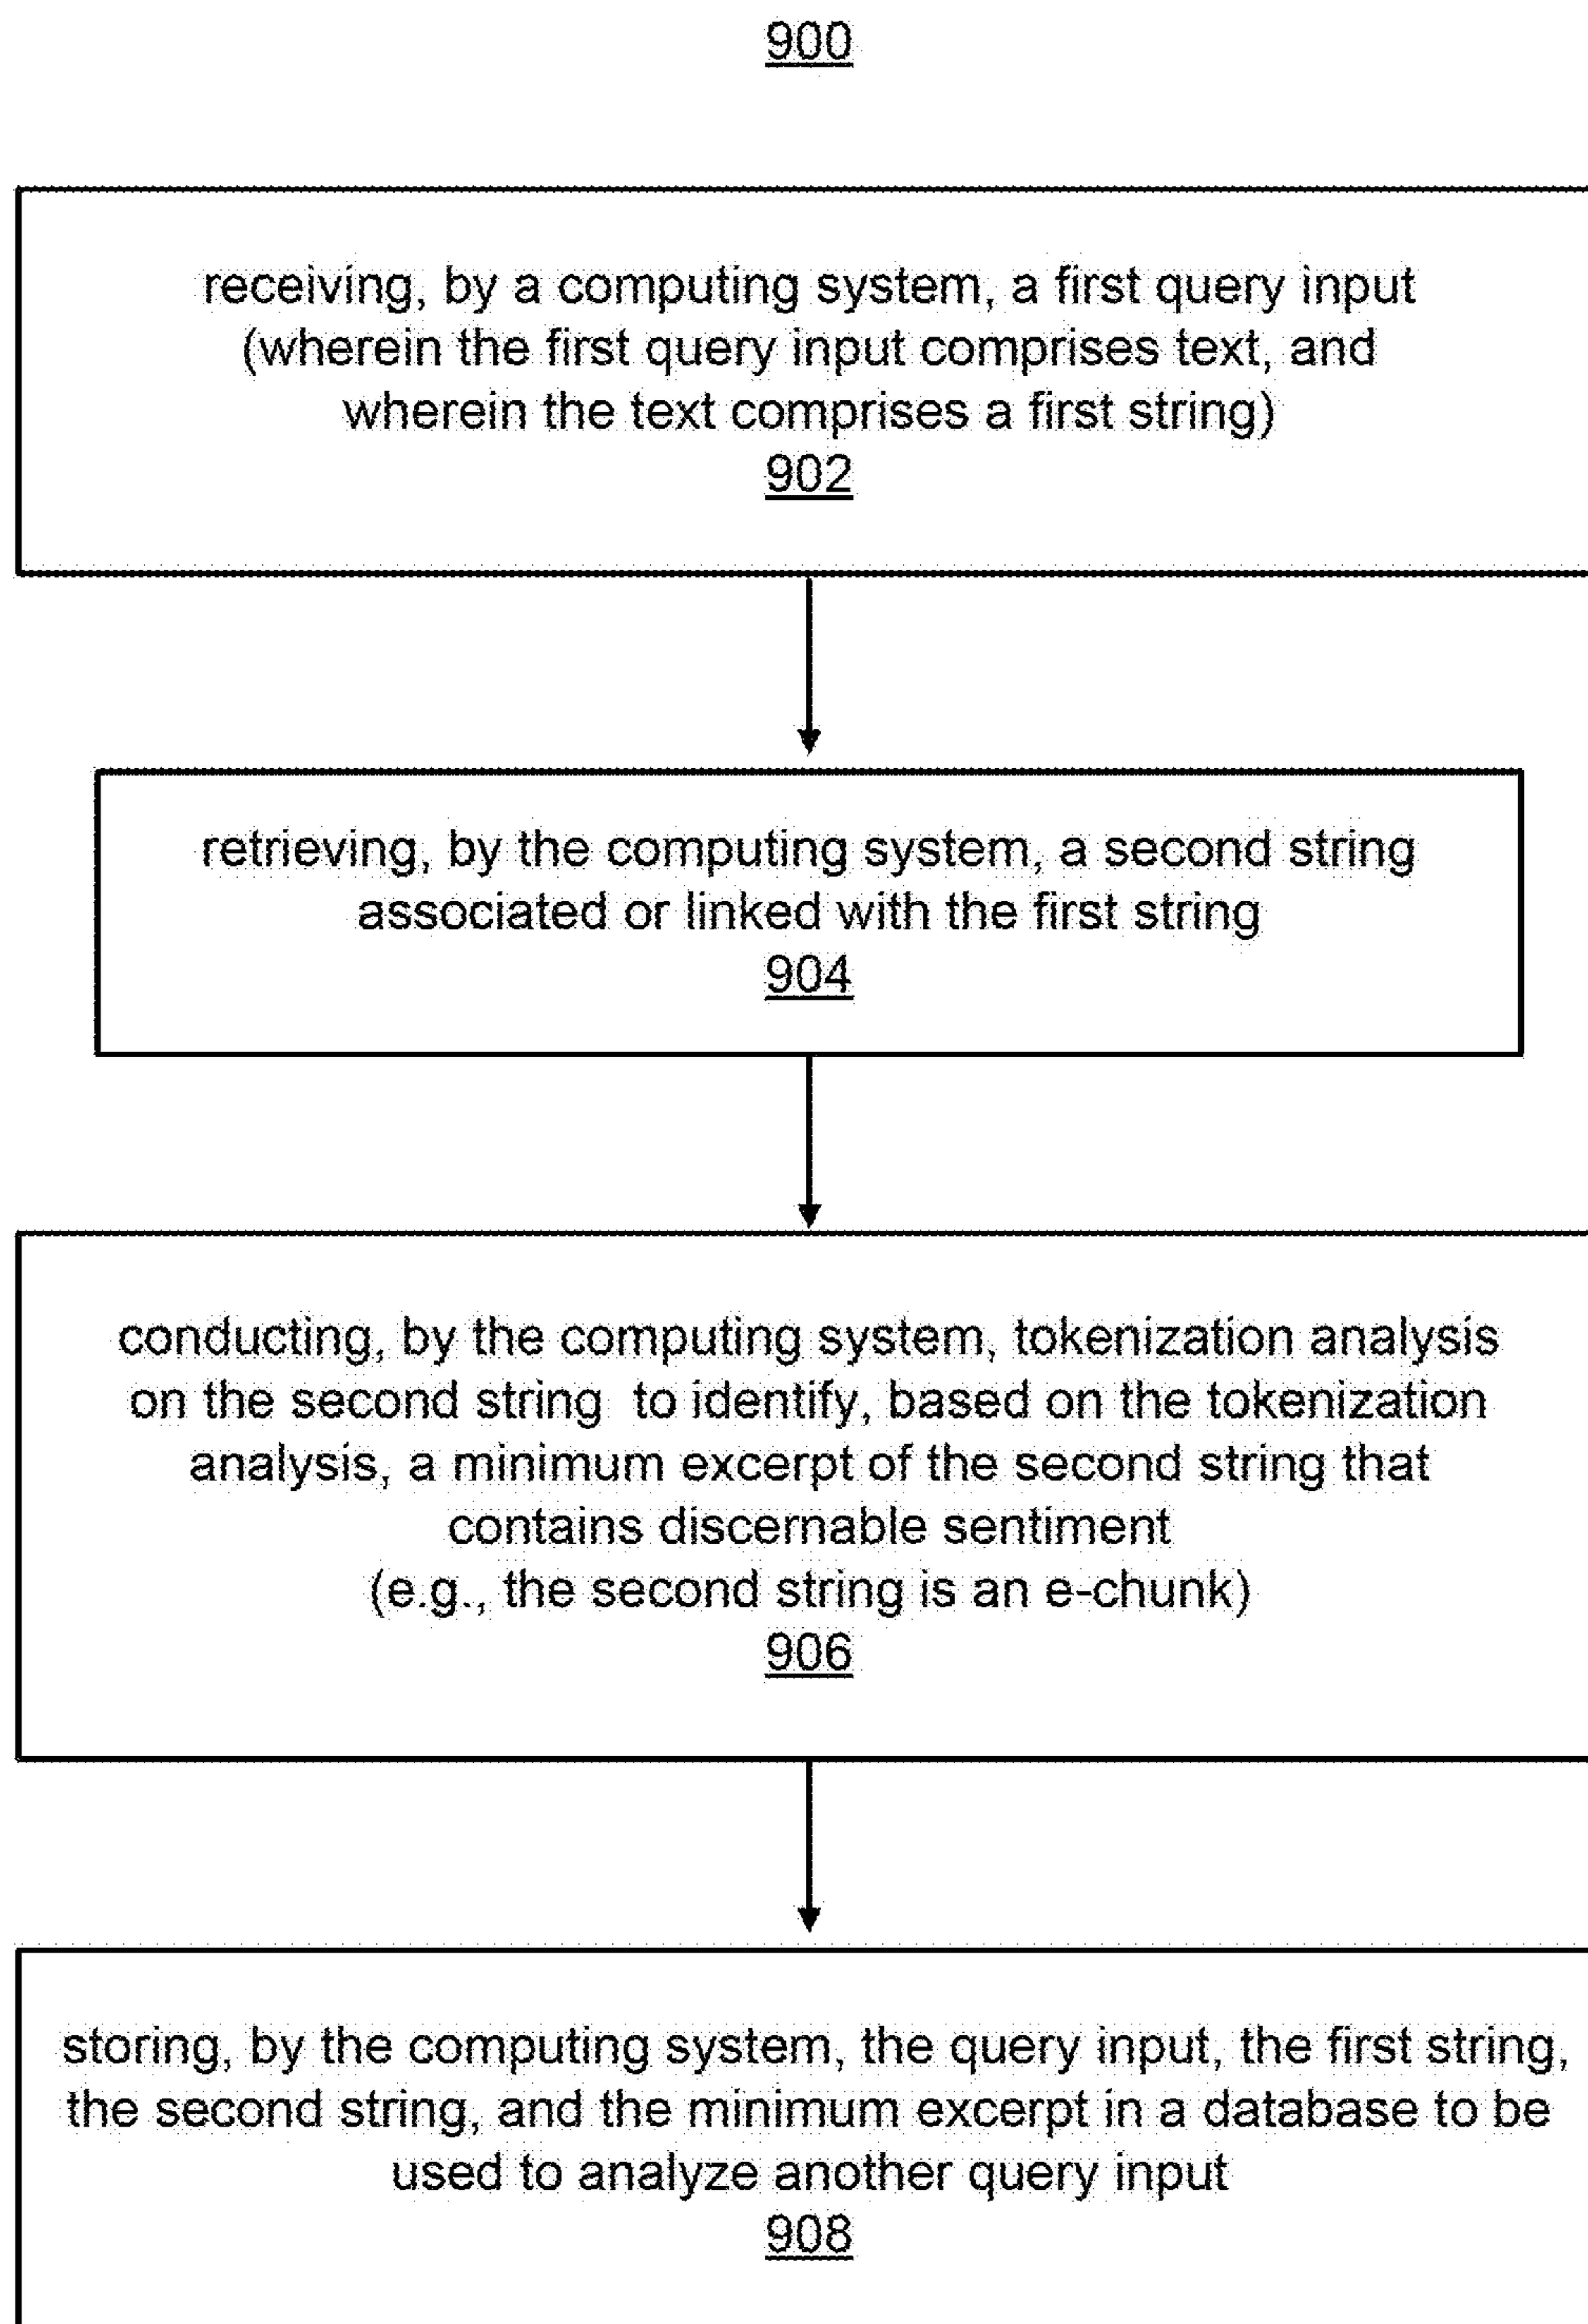 900
receiving, by a computing system, a first query input
(wherein the first query input comprises text, and
wherein the text comprises a first string)
902
retrieving, by the computing system, a second string
associated or linked with the first string
904
conducting, by the computing system, tokenization analysis
on the second string to identify, based on the tokenization
analysis, a minimum excerpt of the second string that
contains discernable sentiment
(e.g., the second string is an e-chunk)
906
storing, by the computing system, the query input, the first string,
the second string, and the minimum excerpt in a database to be
used to analyze another query input
908